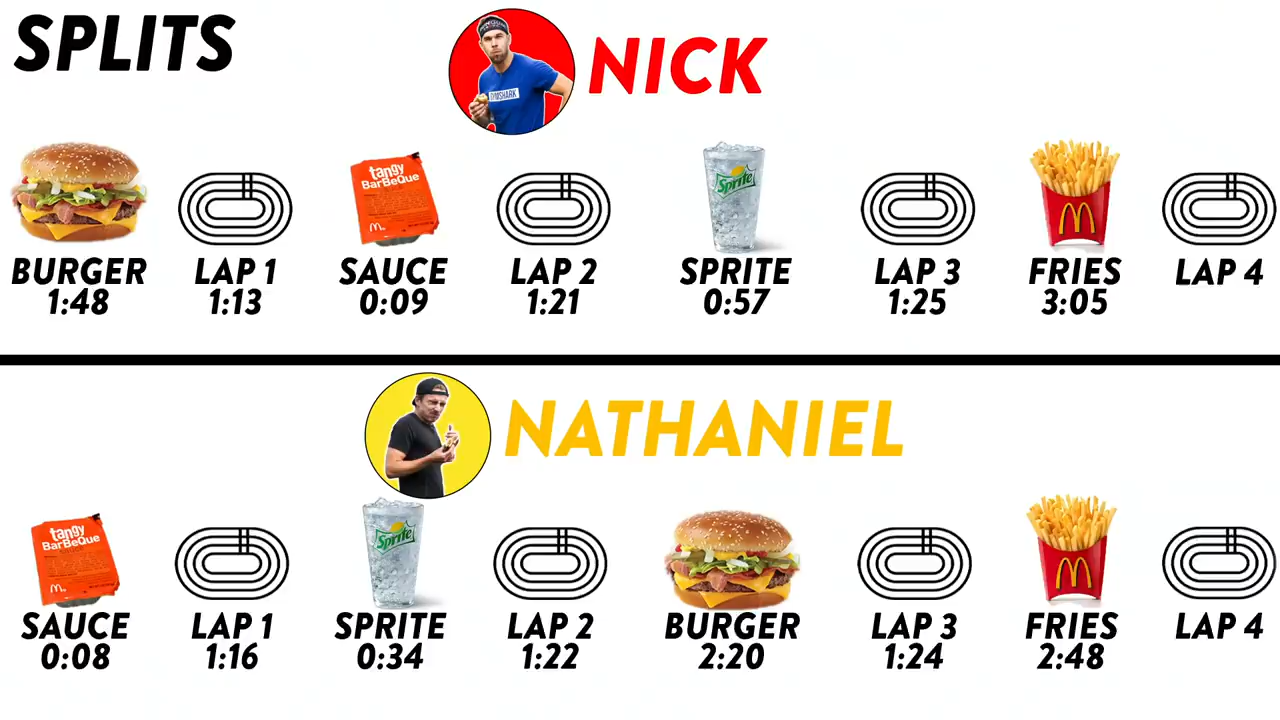 SPLITS
NICK
GYMSHARK
tangy
BarBeQue
Sprite
BURGER LAP 1 SAUCE LAP 2 SPRITE LAP 3 FRIES LAP 4
1:48 1:13 0:09 1:21 0:57 1:25 3:05
NATHANIEL
tangy
BarBeQue
Sprite
SAUCE LAP 1 SPRITE LAP 2 BURGER LAP 3 FRIES LAP 4
0:08 1:16 0:34 1:22 2:20 1:24 2:48